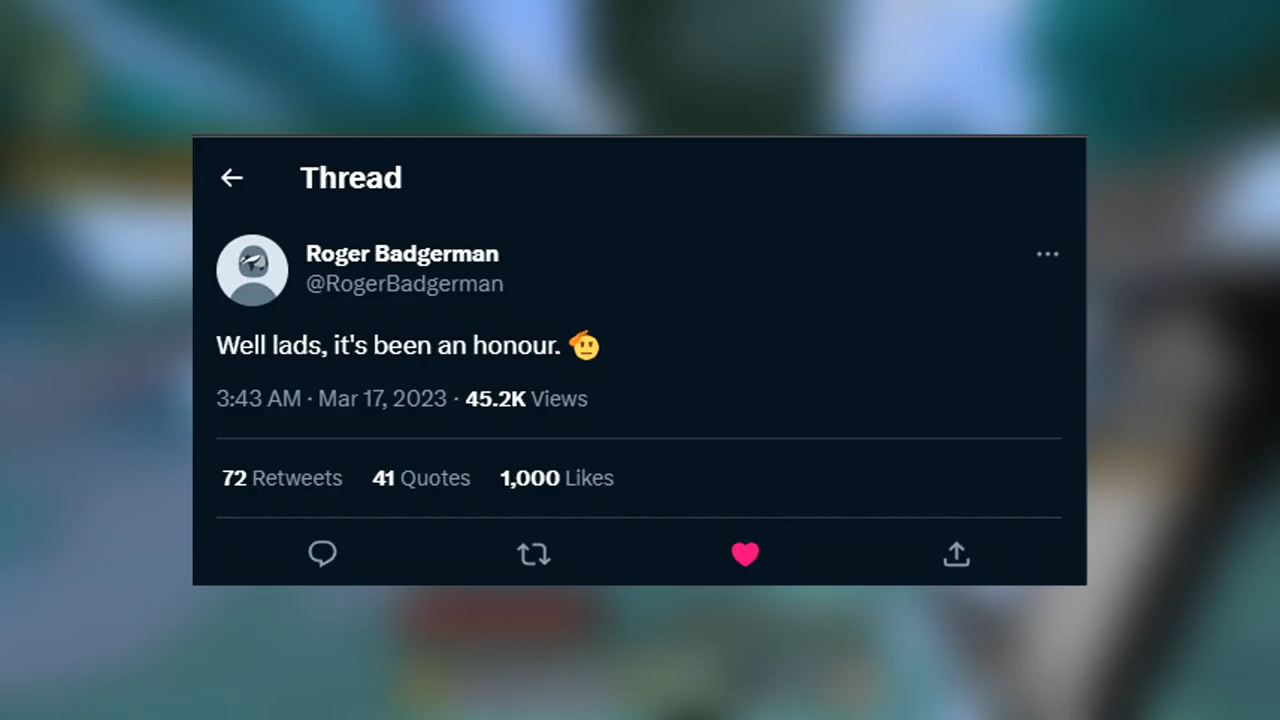 Thread
Roger Badgerman
@RogerBadgerman
Well lads, it's been an honour. 🫡
3:43 AM · Mar 17, 2023 · 45.2K Views
72 Retweets 41 Quotes 1,000 Likes